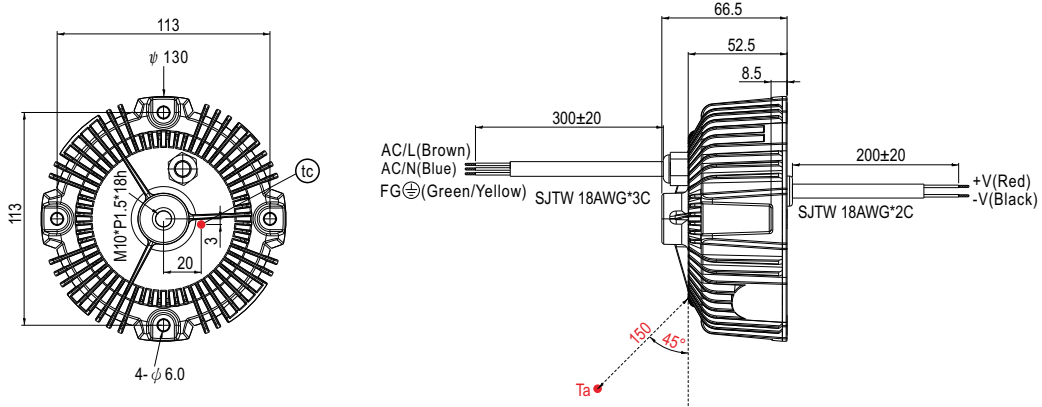 113
ψ 130
113
M10*P1.5*18h
tc
3
20
4- ϕ 6.0
66.5
52.5
8.5
300±20
AC/L(Brown)
AC/N(Blue)
FG⏚(Green/Yellow)
SJTW 18AWG*3C
200±20
+V(Red)
-V(Black)
SJTW 18AWG*2C
150
45°
Ta